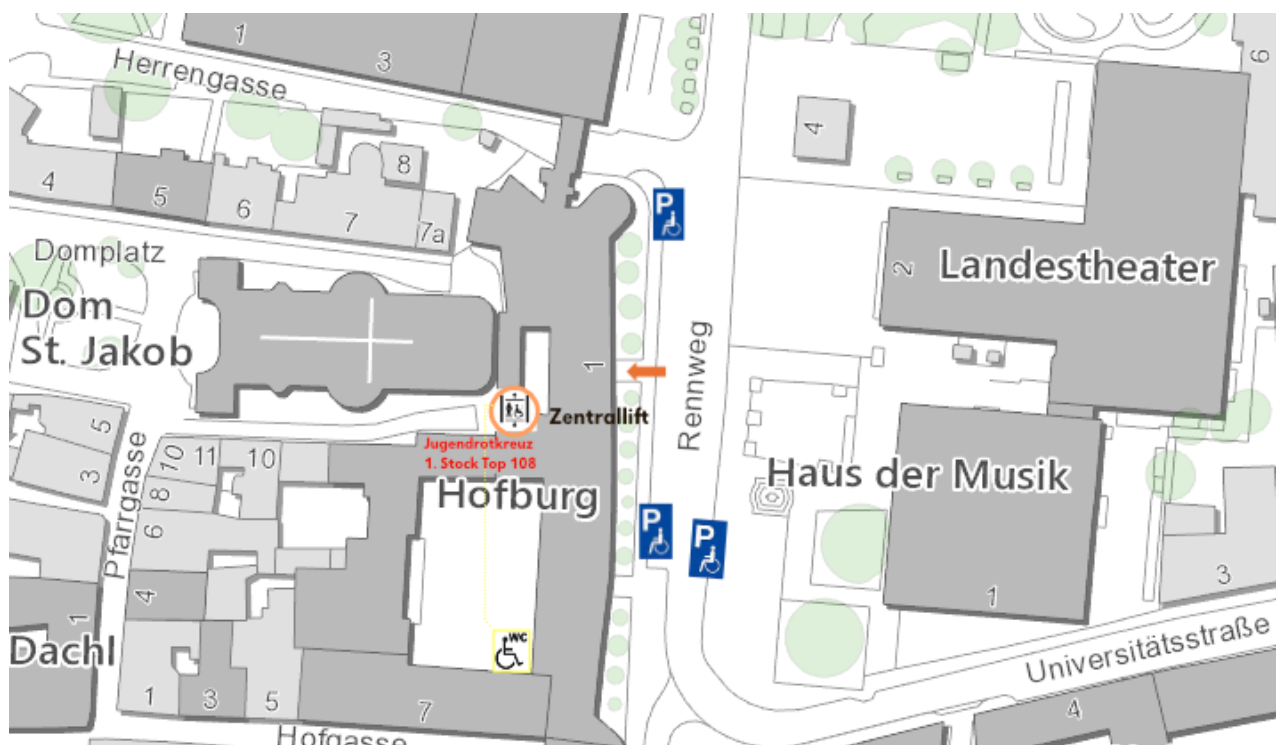 1
3
6
Herrengasse
4
8
4
5
6
7
7a
Domplatz
2
Landestheater
Dom
St. Jakob
P
1
Rennweg
Zentrallift
Jugendrotkreuz
1. Stock Top 108
5
3
Pfarrgasse
10
11
10
8
6
4
Hofburg
Haus der Musik
P
P
1
3
1
Dachl
WC
Universitätsstraße
1
3
5
7
4
Hofgasse